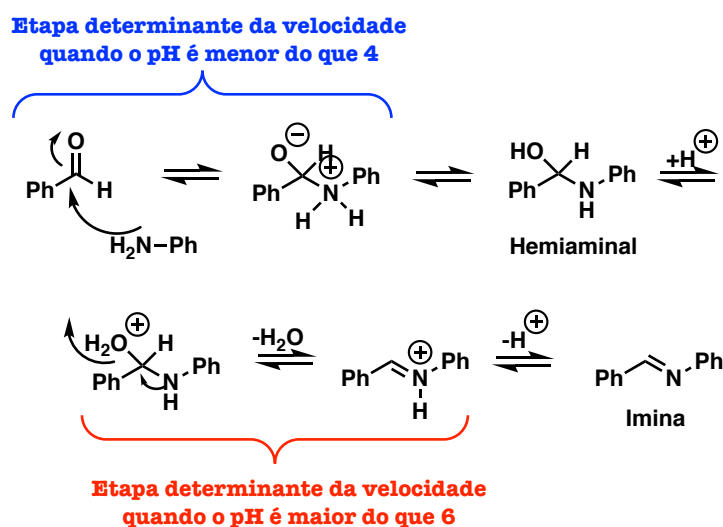 Etapa determinante da velocidade
quando o pH é menor do que 4
O
Ph
H
H2N–Ph
O
H
Ph
N
Ph
H
H
HO
H
Ph
N
Ph
H
Hemiaminal
+H
H2O
H
Ph
N
Ph
H
-H2O
Ph
N
Ph
H
-H
Ph
N
Ph
Imina
Etapa determinante da velocidade
quando o pH é maior do que 6